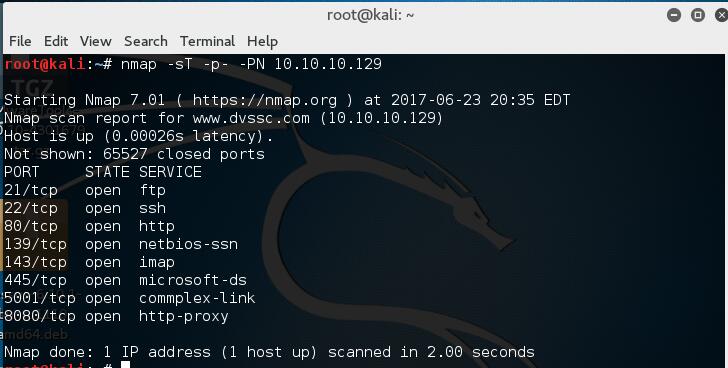 root@kali: ~
File Edit View Search Terminal Help
root@kali:~# nmap -sT -p- -PN 10.10.10.129
Starting Nmap 7.01 ( https://nmap.org ) at 2017-06-23 20:35 EDT
Nmap scan report for www.dvssc.com (10.10.10.129)
Host is up (0.00026s latency).
Not shown: 65527 closed ports
PORT STATE SERVICE
21/tcp open ftp
22/tcp open ssh
80/tcp open http
139/tcp open netbios-ssn
143/tcp open imap
445/tcp open microsoft-ds
5001/tcp open commplex-link
8080/tcp open http-proxy
Nmap done: 1 IP address (1 host up) scanned in 2.00 seconds
TGZ
amd64.deb